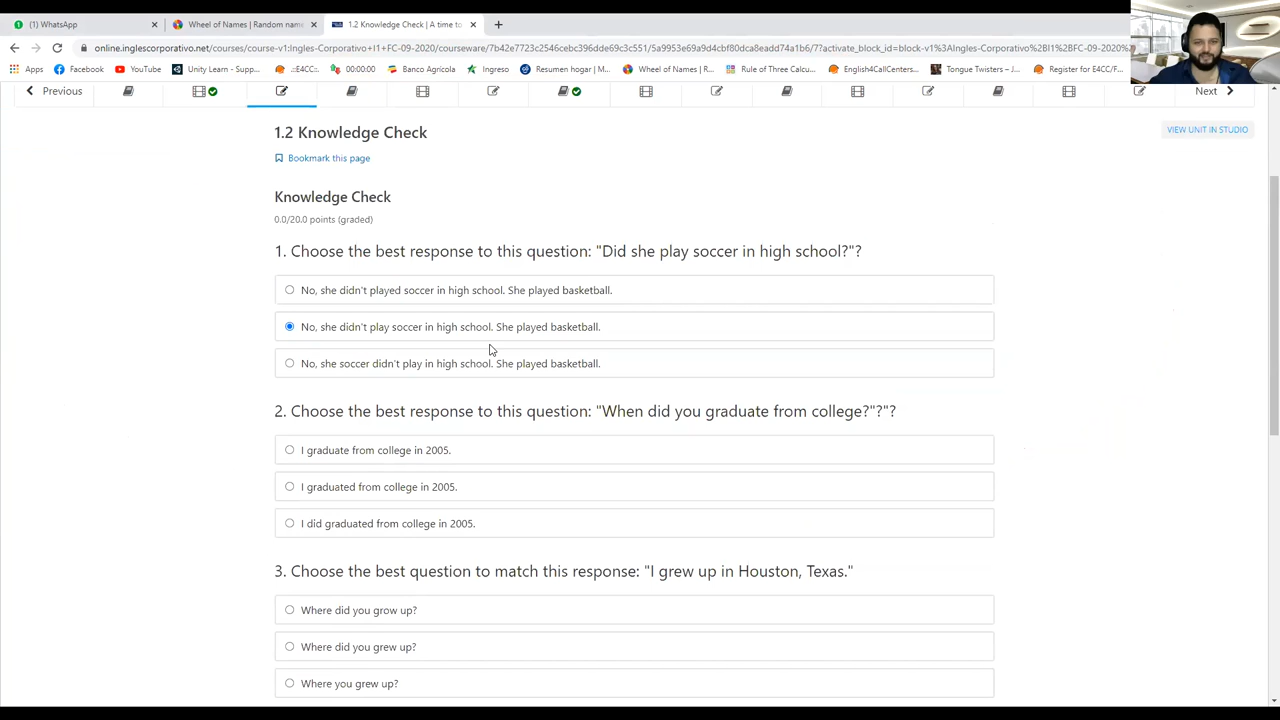 (1) WhatsApp
Wheel of Names | Random name
1.2 Knowledge Check | A time to
online.inglescorporativo.net/courses/course-v1:Ingles-Corporativo+I1+FC-09-2020/courseware/7b42f7723c2546cebc396dde69c3c551/5a9953e69a9d4cbf80dca8eadd74a1b6/7?activate_block_id=block-v1%3AIngles-Corporativo%2BI1%2BFC-09-2020%
Apps
Facebook
YouTube
Unity Learn - Supp...
.::E4CC::.
00:00:00
Banco Agrícola
Ingreso
Resumen hogar | M...
Wheel of Names | R...
Rule of Three Calcu...
English4CallCenters...
Tongue Twisters – J...
Register for E4CC/F...
Previous
Next
1.2 Knowledge Check
VIEW UNIT IN STUDIO
Bookmark this page
Knowledge Check
0.0/20.0 points (graded)
1. Choose the best response to this question: "Did she play soccer in high school?"?
No, she didn't played soccer in high school. She played basketball.
No, she didn't play soccer in high school. She played basketball.
No, she soccer didn't play in high school. She played basketball.
2. Choose the best response to this question: "When did you graduate from college?"?"?
I graduate from college in 2005.
I graduated from college in 2005.
I did graduated from college in 2005.
3. Choose the best question to match this response: "I grew up in Houston, Texas."
Where did you grow up?
Where did you grew up?
Where you grew up?